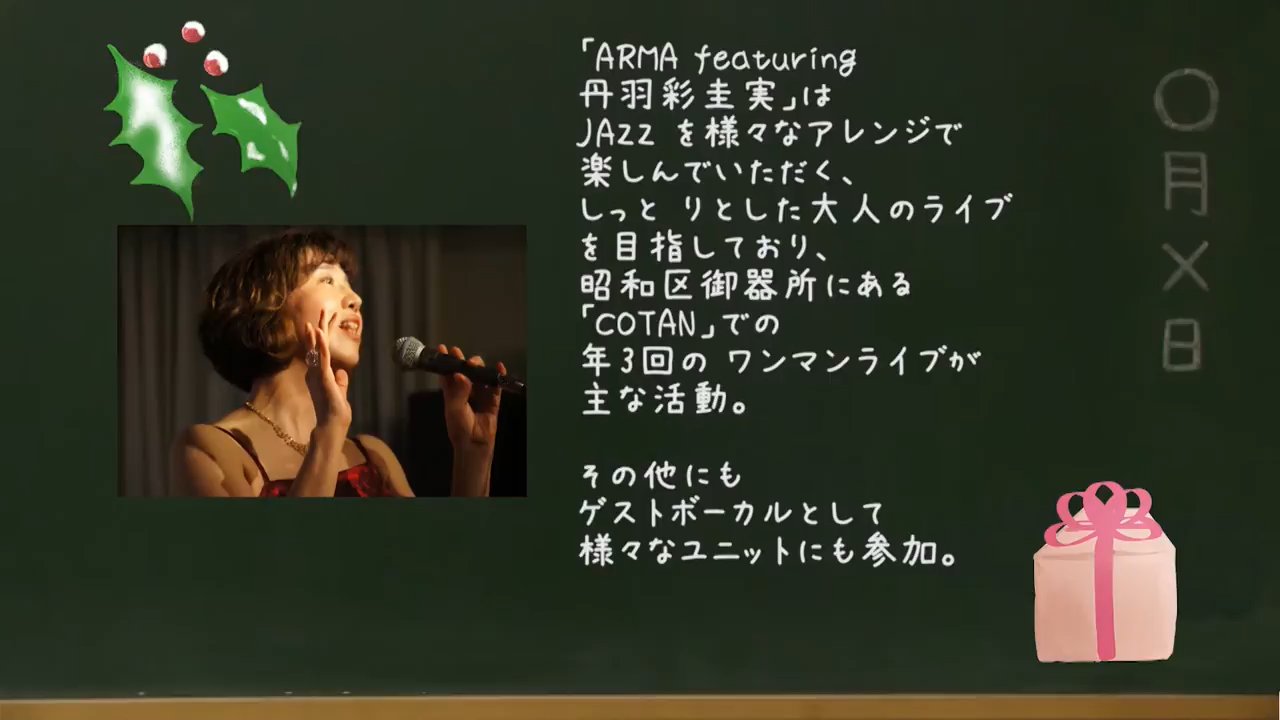 「ARMA featuring
丹羽彩圭実」は
JAZZ を様々なアレンジで
楽しんでいただく、
しっと りとした大人のライブ
を目指しており、
昭和区御器所にある
「COTAN」での
年3回の ワンマンライブが
主な活動。
その他にも
ゲストボーカルとして
様々なユニットにも参加。
〇月×日